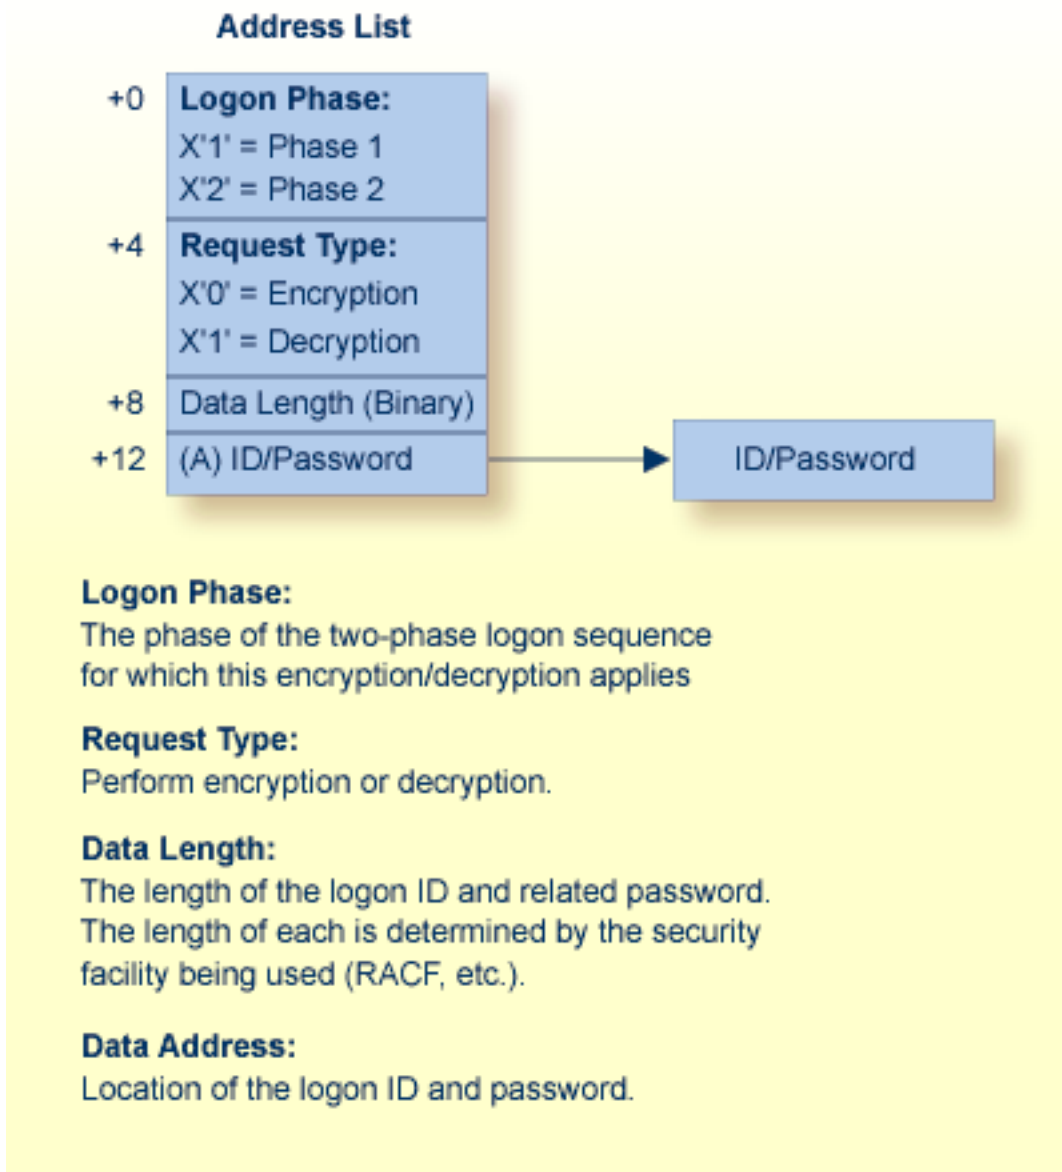 Address List
+0 Logon Phase:
X'1' = Phase 1
X'2' = Phase 2
+4 Request Type:
X'0' = Encryption
X'1' = Decryption
+8 Data Length (Binary)
+12 (A) ID/Password
ID/Password
Logon Phase:
The phase of the two-phase logon sequence
for which this encryption/decryption applies
Request Type:
Perform encryption or decryption.
Data Length:
The length of the logon ID and related password.
The length of each is determined by the security
facility being used (RACF, etc.).
Data Address:
Location of the logon ID and password.